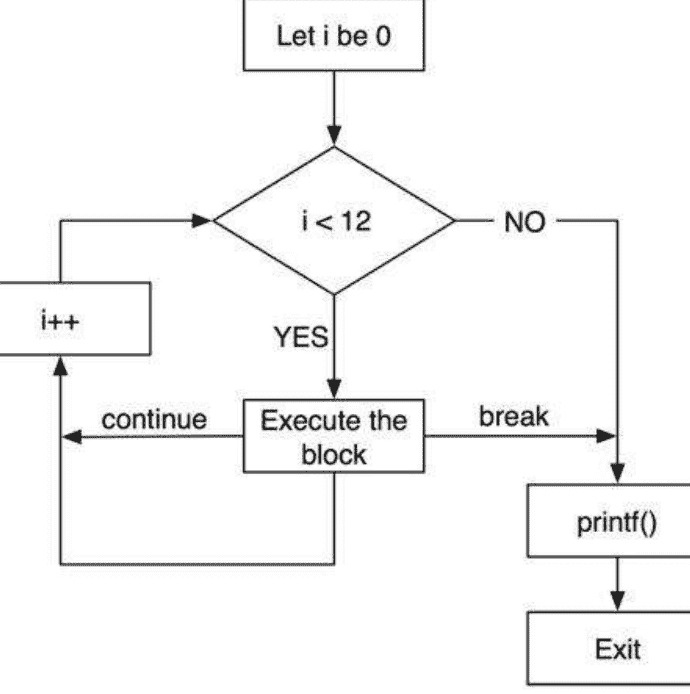 Let i be 0
i < 12
NO
i++
YES
continue
Execute the
block
break
printf()
Exit